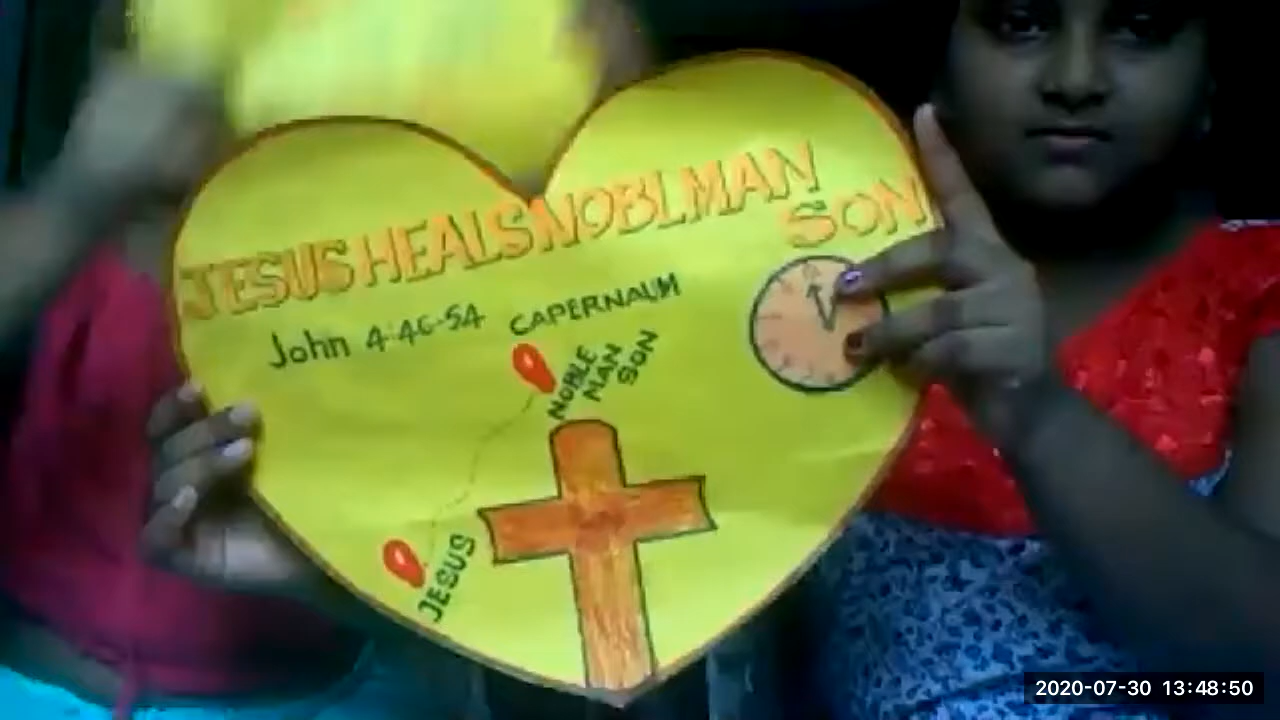 JESUS HEALS NOBLMAN
SON
John 4:46-54
CAPERNAUM
NOBLE
MAN
SON
JESUS
2020-07-30 13:48:50